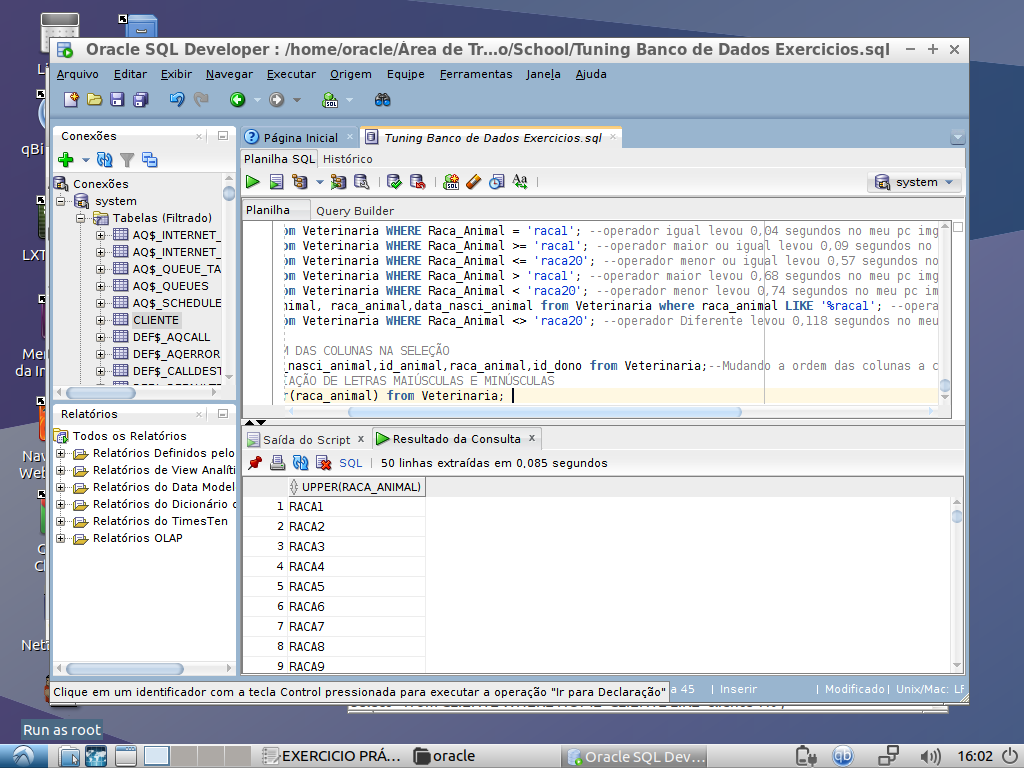 Oracle SQL Developer : /home/oracle/Área de Tr...o/School/Tuning Banco de Dados Exercicios.sql
Arquivo Editar Exibir Navegar Executar Origem Equipe Ferramentas Janela Ajuda
Conexões
Página Inicial
Tuning Banco de Dados Exercicios.sql
Planilha SQL Histórico
system
Planilha Query Builder
Conexões
system
Tabelas (Filtrado)
AQ$_INTERNET_
AQ$_INTERNET_
AQ$_QUEUE_TA
AQ$_QUEUES
AQ$_SCHEDULE
CLIENTE
DEF$_AQCALL
DEF$_AQERROR
DEF$_CALLDEST
om Veterinaria WHERE Raca_Animal = 'raca1'; --operador igual levou 0,04 segundos no meu pc img
om Veterinaria WHERE Raca_Animal >= 'raca1'; --operador maior ou igual levou 0,09 segundos no
om Veterinaria WHERE Raca_Animal <= 'raca20'; --operador menor ou igual levou 0,57 segundos no
om Veterinaria WHERE Raca_Animal > 'raca1'; --operador maior levou 0,68 segundos no meu pc img
om Veterinaria WHERE Raca_Animal < 'raca20'; --operador menor levou 0,74 segundos no meu pc im
nimal, raca_animal,data_nasci_animal from Veterinaria where raca_animal LIKE '%raca1'; --opera
om Veterinaria WHERE Raca_Animal <> 'raca20'; --operador Diferente levou 0,118 segundos no meu
M DAS COLUNAS NA SELEÇÃO
_nasci_animal,id_animal,raca_animal,id_dono from Veterinaria;--Mudando a ordem das colunas a c
AÇÃO DE LETRAS MAIÚSCULAS E MINÚSCULAS
r(raca_animal) from Veterinaria;
Relatórios
Todos os Relatórios
Relatórios Definidos pelo
Relatórios de View Analíti
Relatórios do Data Model
Relatórios do Dicionário d
Relatórios do TimesTen
Relatórios OLAP
Saída do Script x Resultado da Consulta x
SQL | 50 linhas extraídas em 0,085 segundos
UPPER(RACA_ANIMAL)
1 RACA1
2 RACA2
3 RACA3
4 RACA4
5 RACA5
6 RACA6
7 RACA7
8 RACA8
9 RACA9
Clique em um identificador com a tecla Control pressionada para executar a operação "Ir para Declaração"
a 45 | Inserir | Modificado | Unix/Mac: LF
qBi
LXT
Mer
da In
Nav
Web
C
Ch
Net
Run as root
EXERCICIO PRÁ...
oracle
Oracle SQL Dev...
qb
16:02